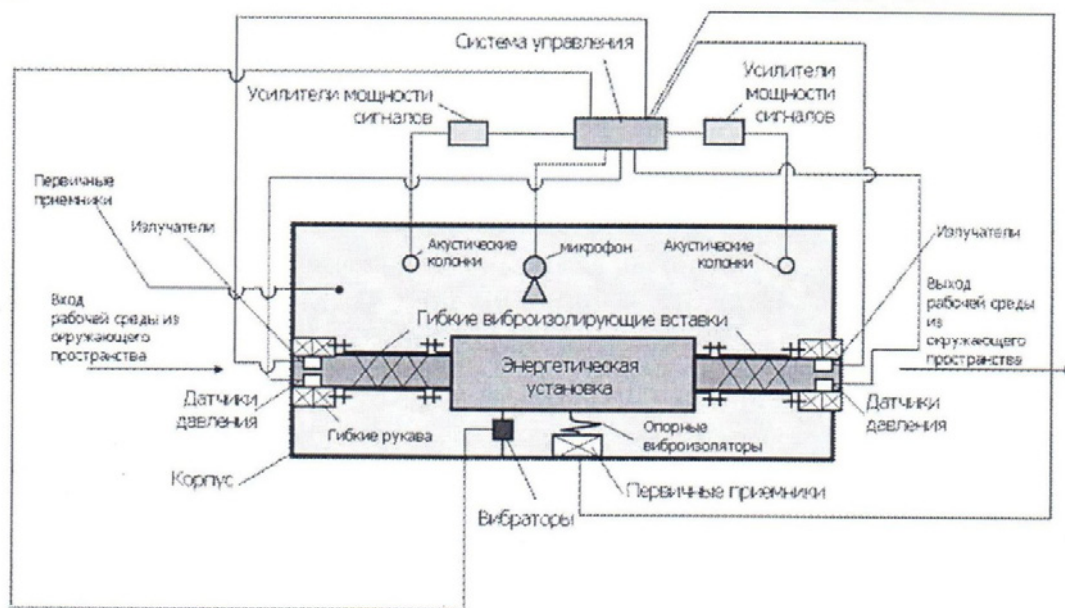 Система управления
Усилители мощности
сигналов
Усилители
мощности
сигналов
Первичные
приемники
Излучатели
Акустические
колонки
микрофон
Акустические
колонки
Излучатели
Вход
рабочей среды из
окружающего
пространства
Гибкие виброизолирующие вставки
Выход
рабочей среды
из
окружающего
пространства
Энергетическая
установка
Датчики
давления
Гибкие рукава
Опорные
виброизоляторы
Датчики
давления
Корпус
Вибраторы
Первичные приемники